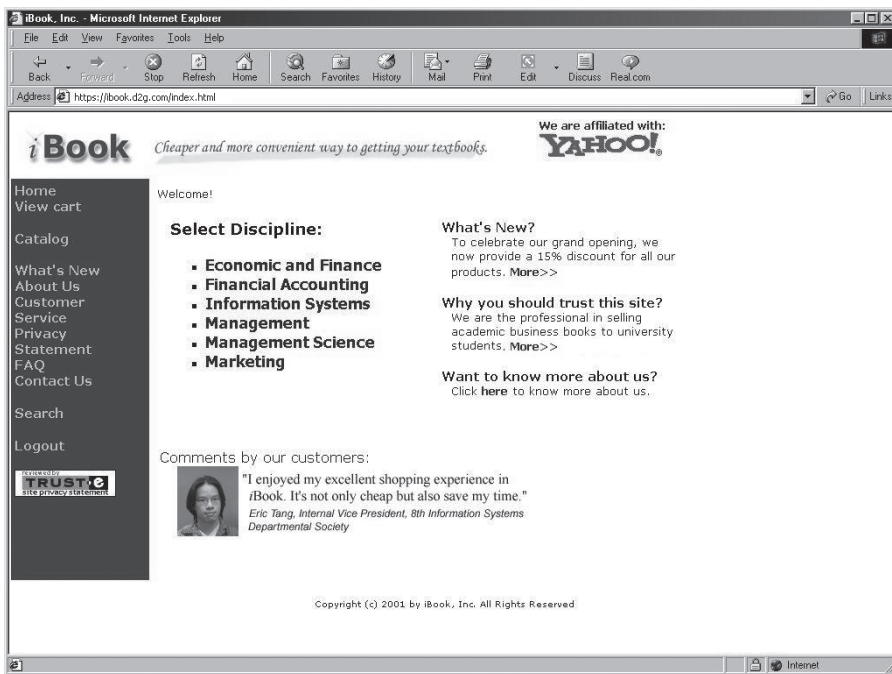 iBook, Inc. - Microsoft Internet Explorer
File Edit View Favorites Tools Help
Back Forward Stop Refresh Home Search Favorites History Mail Print Edit Discuss Real.com
Address https://ibook.d2g.com/index.html Go Links
iBook
Cheaper and more convenient way to getting your textbooks.
We are affiliated with:
YAHOO!®
Home
View cart
Catalog
What's New
About Us
Customer
Service
Privacy
Statement
FAQ
Contact Us
Search
Logout
reviewed by
TRUSTe
site privacy statement
Welcome!
Select Discipline:
▪ Economic and Finance
▪ Financial Accounting
▪ Information Systems
▪ Management
▪ Management Science
▪ Marketing
What's New?
To celebrate our grand opening, we
now provide a 15% discount for all our
products. More>>
Why you should trust this site?
We are the professional in selling
academic business books to university
students. More>>
Want to know more about us?
Click here to know more about us.
Comments by our customers:
"I enjoyed my excellent shopping experience in
iBook. It's not only cheap but also save my time."
Eric Tang, Internal Vice President, 8th Information Systems
Departmental Society
Copyright (c) 2001 by iBook, Inc. All Rights Reserved
Internet